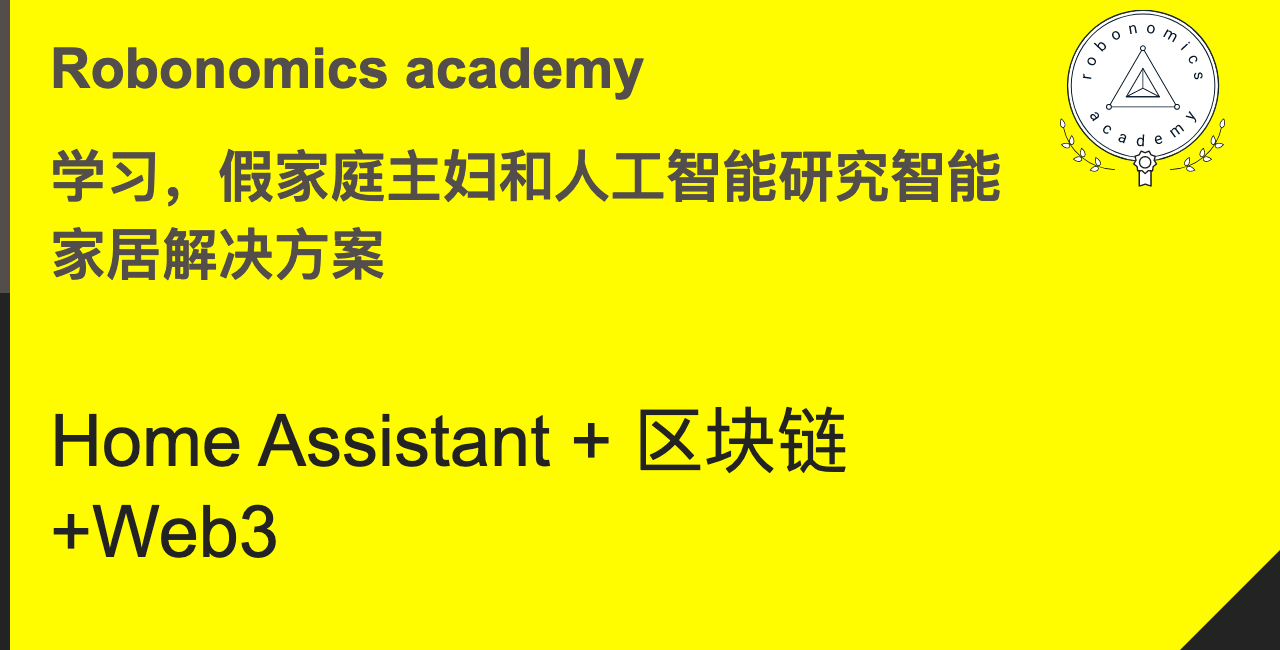 Robonomics academy
robonomics
academy
学习，假家庭主妇和人工智能研究智能
家居解决方案
Home Assistant + 区块链
+Web3